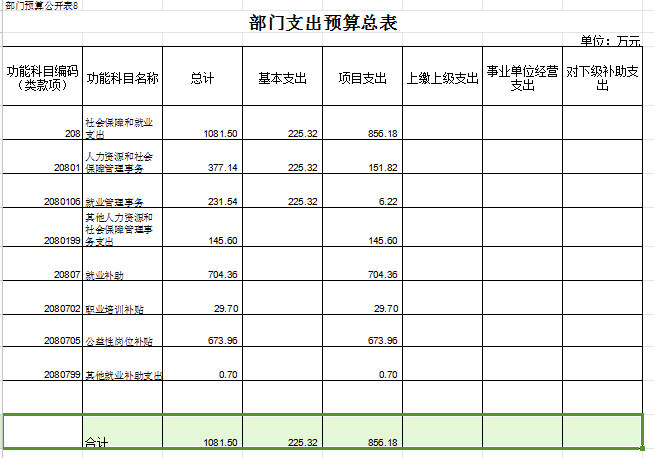 部门预算公开表8
部门支出预算总表
单位：万元
功能科目编码（类款项） 功能科目名称 总计 基本支出 项目支出 上缴上级支出 事业单位经营支出 对下级补助支出
208 社会保障和就业支出 1081.50 225.32 856.18
20801 人力资源和社会保障管理事务 377.14 225.32 151.82
2080106 就业管理事务 231.54 225.32 6.22
2080199 其他人力资源和社会保障管理事务支出 145.60 145.60
20807 就业补助 704.36 704.36
2080702 职业培训补贴 29.70 29.70
2080705 公益性岗位补贴 673.96 673.96
2080799 其他就业补助支出 0.70 0.70
合计 1081.50 225.32 856.18